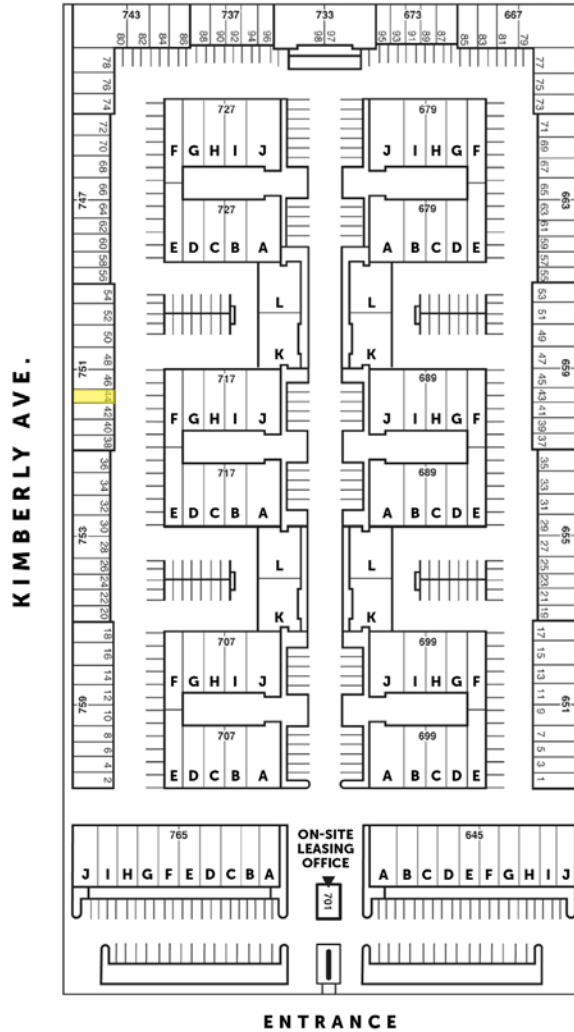 743 737 733 673 667
80 82 84 86 88 90 92 94 96 98 97 95 93 91 89 87 85 83 81 79
78 77
76 75
74 73
727 679
72 71
70 69
F G H I J J I H G F
68 67
66 65
747 663
64 63
727 679
62 61
60 59
E D C B A A B C D E
58 57
56 55
54 53
L L
52 51
50 49
K K
48 47
751 659
717 689
46 45
44 43
42 41
F G H I J J I H G F
40 39
38 37
36 35
717 689
34 33
32 31
E D C B A A B C D E
30 29
753 655
28 27
L L
26 25
24 23
22 21
K K
20 19
18 17
707 699
16 15
14 13
F G H I J J I H G F
12 11
759 651
10 9
707 699
8 7
6 5
E D C B A A B C D E
4 3
2 1
KIMBERLY AVE.
765 645
ON-SITE
LEASING
OFFICE
J I H G F E D C B A A B C D E F G H I J
701
ENTRANCE